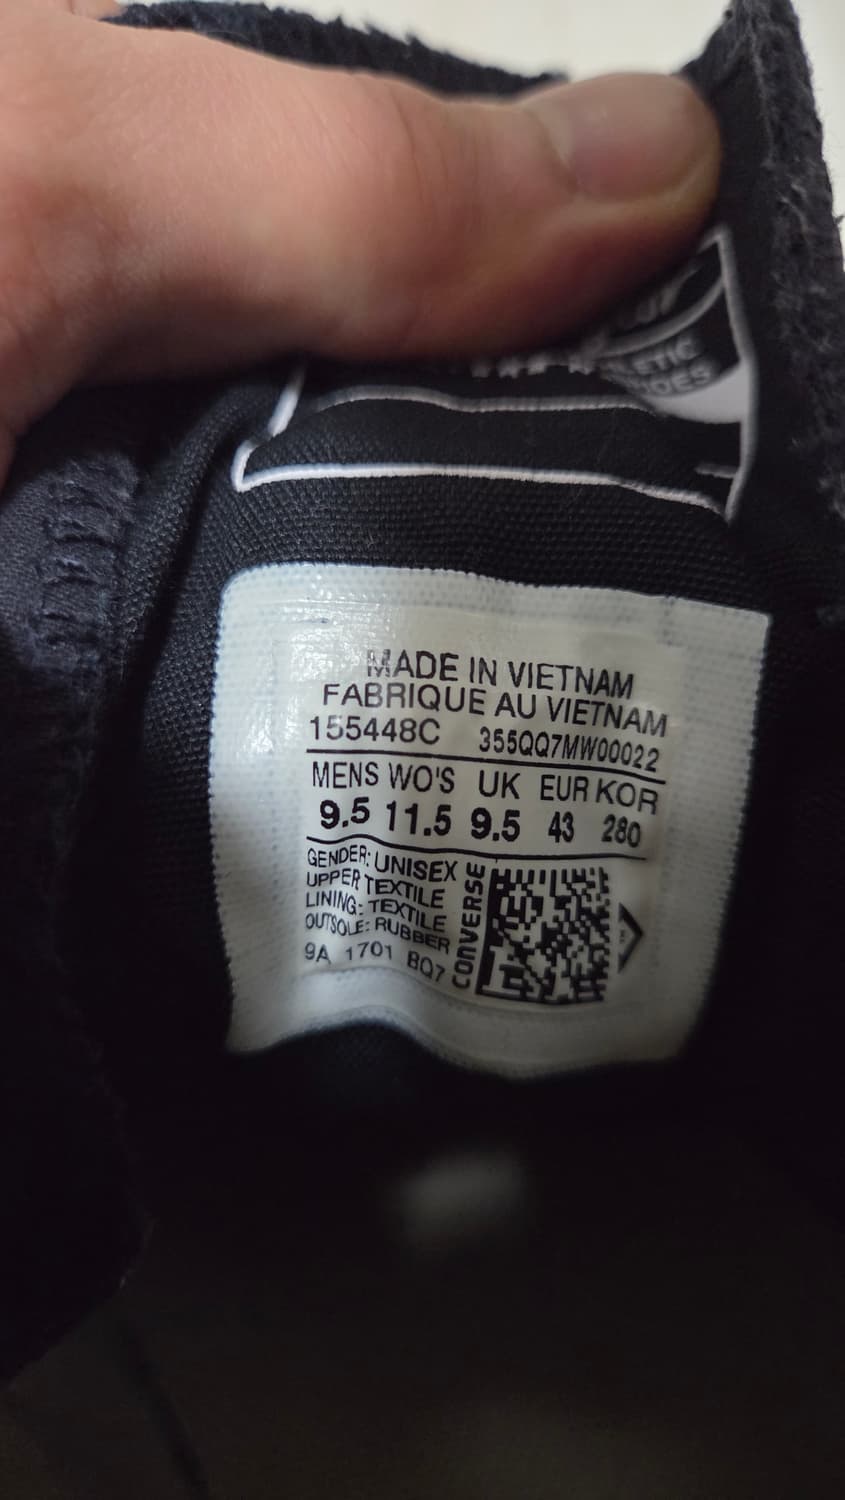 LETIC
MADE IN VIETNAM
FABRIQUE AU VIETNAM
155448C 355QQ7MW00022
MENS WO'S UK EUR KOR
9.5 11.5 9.5 43 280
GENDER: UNISEX
UPPER TEXTILE
LINING: TEXTILE
OUTSOLE: RUBBER
9A 1701 BQ7
CONVERSE